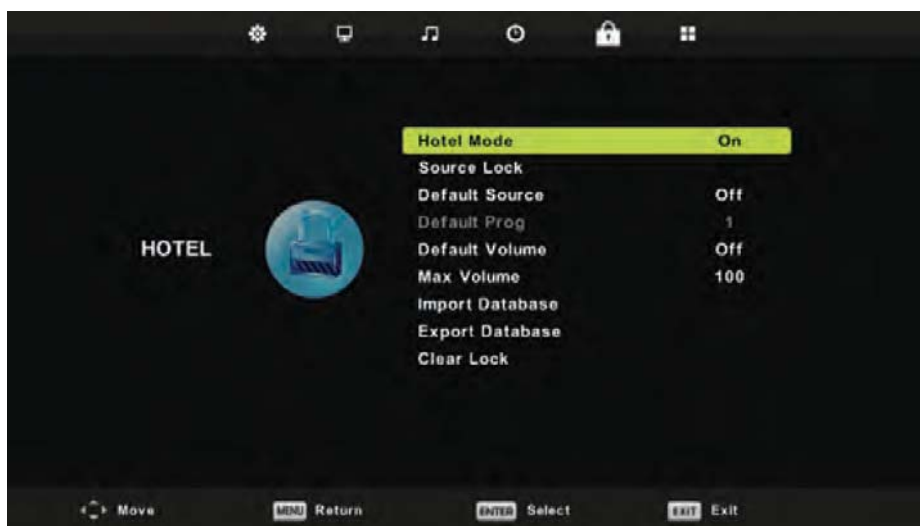 Hotel Mode On
Source Lock
Default Source Off
Default Prog 1
HOTEL
Default Volume Off
Max Volume 100
Import Database
Export Database
Clear Lock
Move MENU Return ENTER Select EXIT Exit